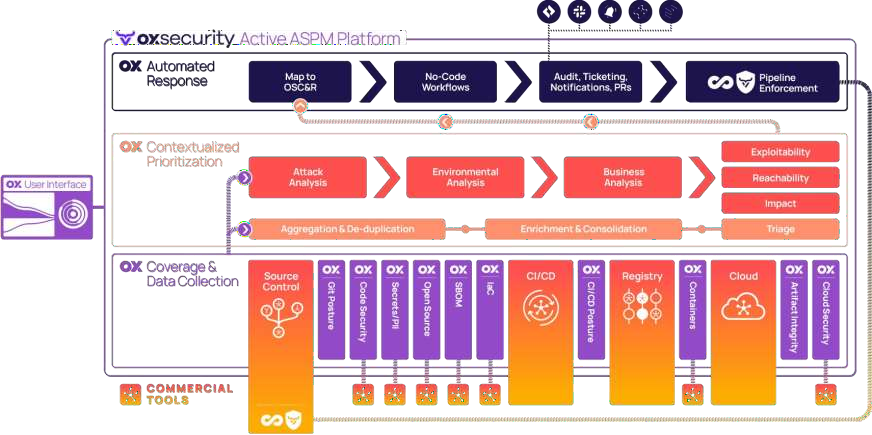 oxsecurity Active ASPM Platform
OX Automated
Response
Map to
OSC&R
No-Code
Workflows
Audit, Ticketing,
Notifications, PRs
Pipeline
Enforcement
OX Contextualized
Prioritization
Attack
Analysis
Environmental
Analysis
Business
Analysis
Exploitability
Reachability
Impact
Aggregation & De-duplication
Enrichment & Consolidation
Triage
OX User Interface
OX Coverage &
Data Collection
Source
Control
OX Git Posture
OX Code Security
OX Secrets/PII
OX Open Source
OX SBOM
OX IaC
CI/CD
OX CI/CD Posture
Registry
OX Containers
Cloud
OX Artifact Integrity
OX Cloud Security
COMMERCIAL
TOOLS